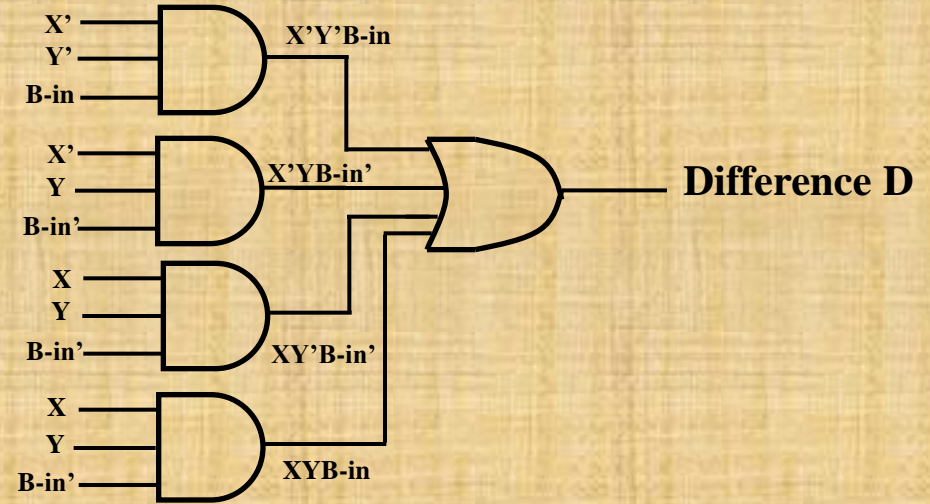 X’
Y’
B-in
X’Y’B-in
X’
Y
B-in’
X’YB-in’
X
Y
B-in’
XY’B-in’
X
Y
B-in’
XYB-in
Difference D